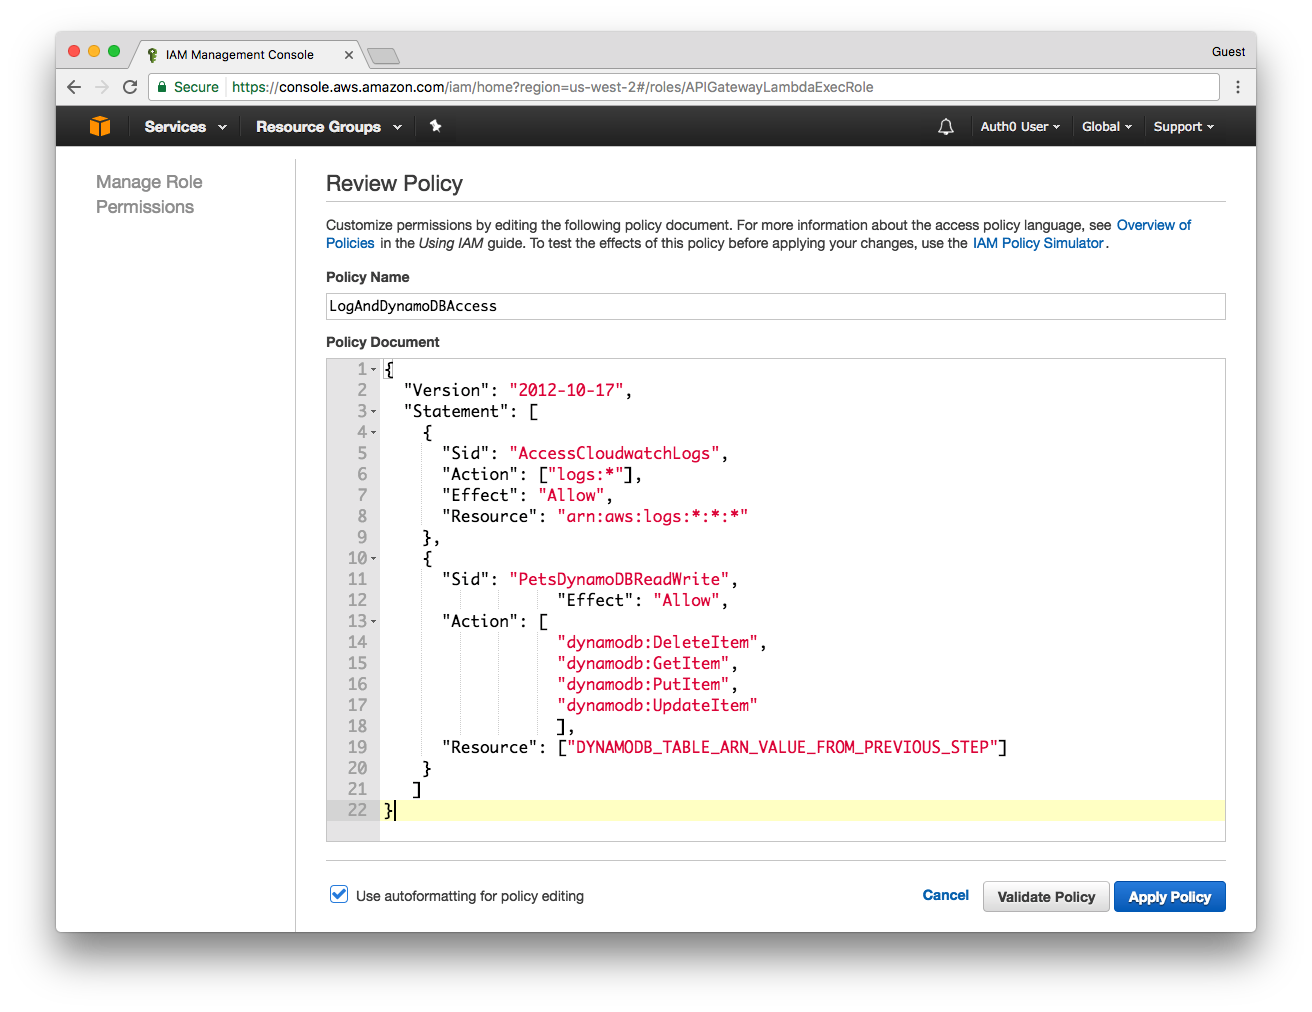 IAM Management Console
Guest
Secure https://console.aws.amazon.com/iam/home?region=us-west-2#/roles/APIGatewayLambdaExecRole
Services Resource Groups Auth0 User Global Support
Manage Role
Permissions
Review Policy
Customize permissions by editing the following policy document. For more information about the access policy language, see Overview of
Policies in the Using IAM guide. To test the effects of this policy before applying your changes, use the IAM Policy Simulator.
Policy Name
LogAndDynamoDBAccess
Policy Document
1 {
2 "Version": "2012-10-17",
3 "Statement": [
4 {
5 "Sid": "AccessCloudwatchLogs",
6 "Action": ["logs:*"],
7 "Effect": "Allow",
8 "Resource": "arn:aws:logs:*:*:*"
9 },
10 {
11 "Sid": "PetsDynamoDBReadWrite",
12 "Effect": "Allow",
13 "Action": [
14 "dynamodb:DeleteItem",
15 "dynamodb:GetItem",
16 "dynamodb:PutItem",
17 "dynamodb:UpdateItem"
18 ],
19 "Resource": ["DYNAMODB_TABLE_ARN_VALUE_FROM_PREVIOUS_STEP"]
20 }
21 ]
22 }
Use autoformatting for policy editing
Cancel Validate Policy Apply Policy